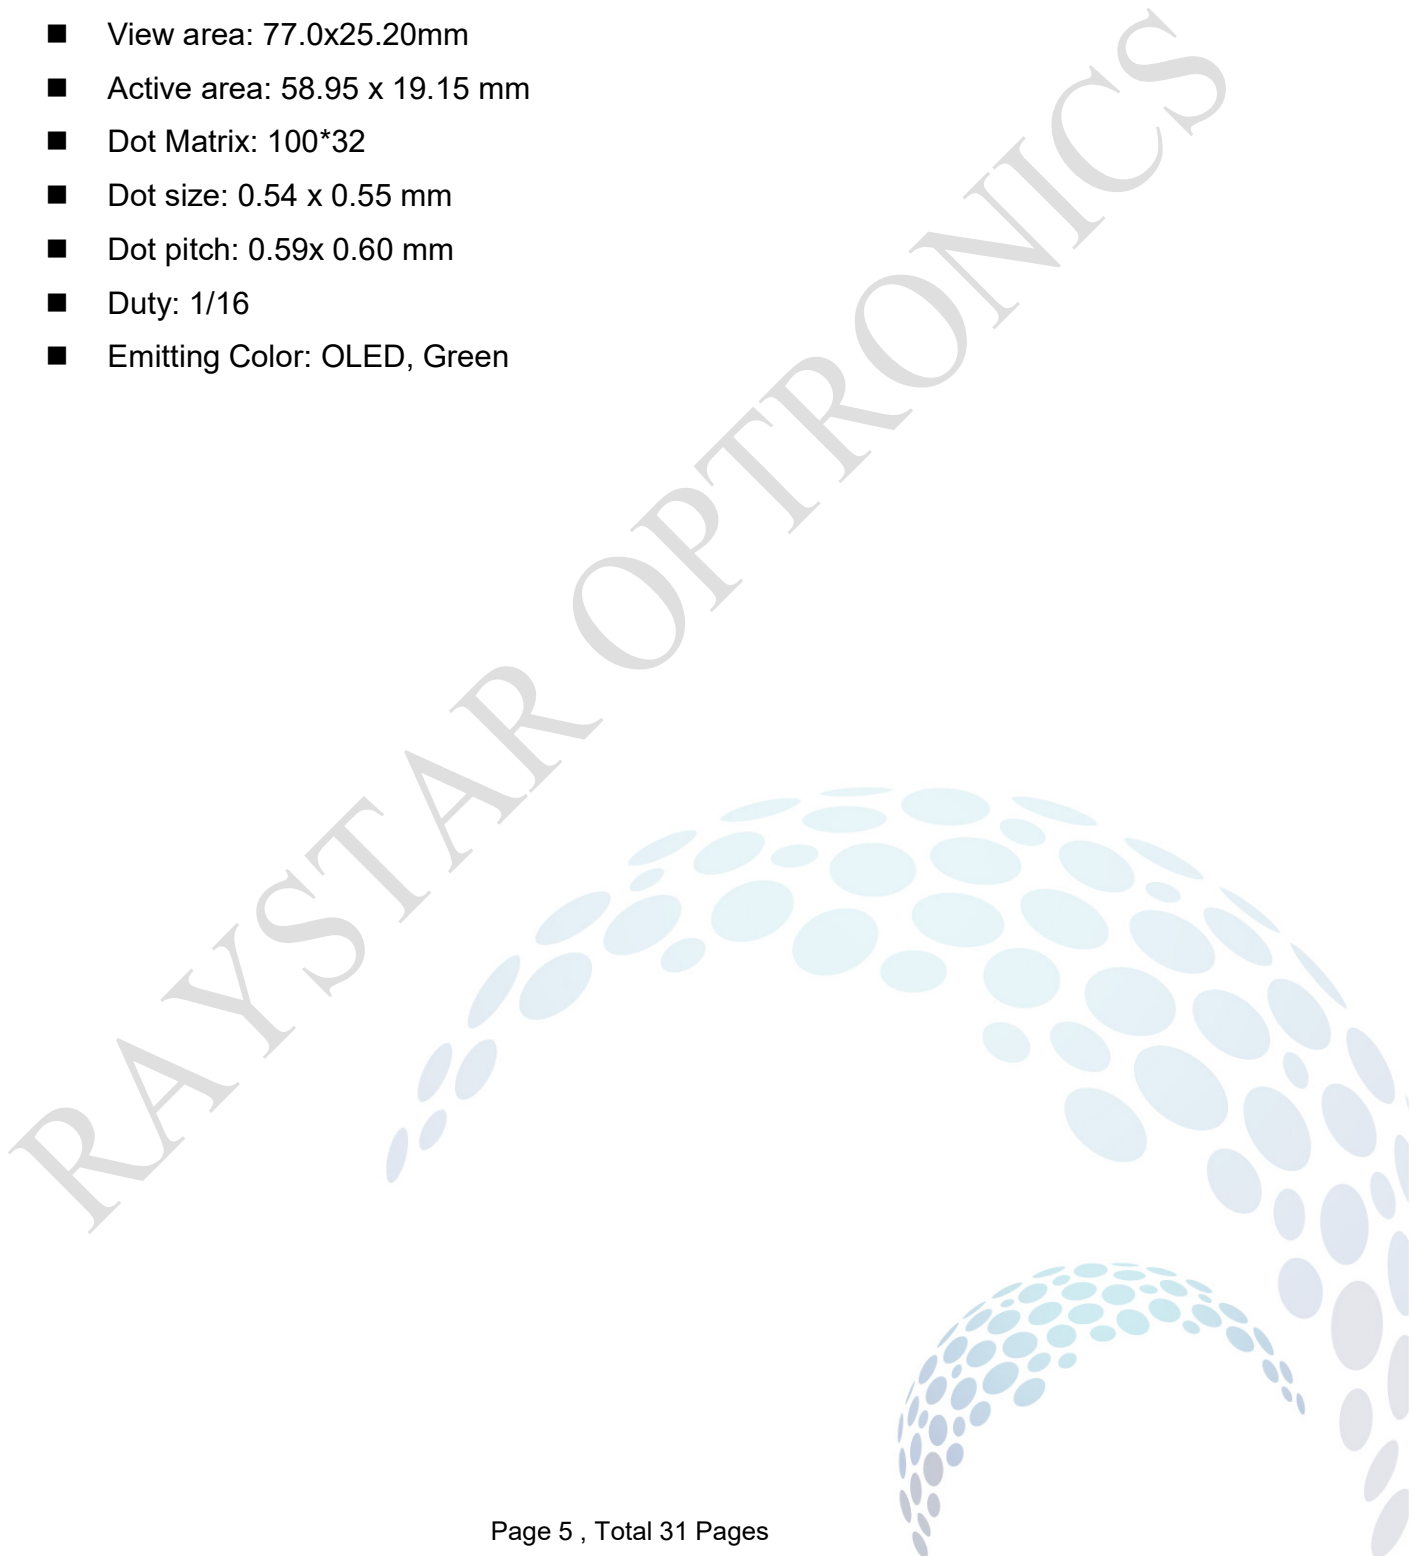 ■ View area: 77.0x25.20mm
■ Active area: 58.95 x 19.15 mm
■ Dot Matrix: 100*32
■ Dot size: 0.54 x 0.55 mm
■ Dot pitch: 0.59x 0.60 mm
■ Duty: 1/16
■ Emitting Color: OLED, Green
RAYSTAR OPTRONICS
Page 5 , Total 31 Pages